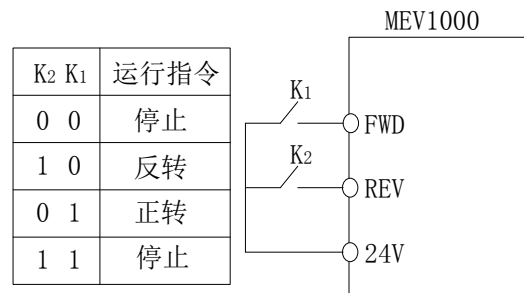 MEV1000
K2 K1 运行指令
0 0 停止
1 0 反转
0 1 正转
1 1 停止
K1
FWD
K2
REV
24V